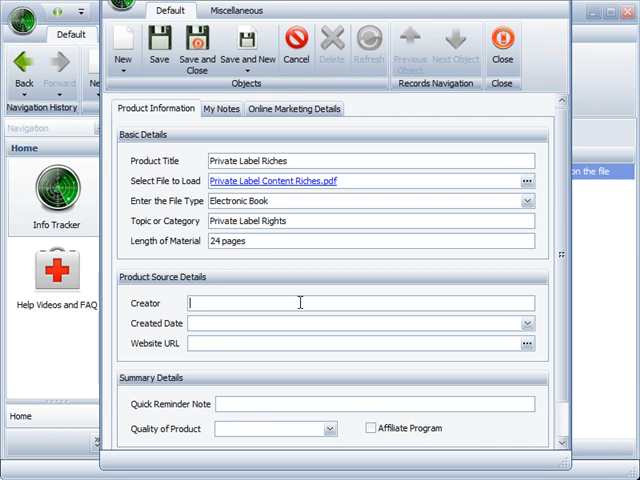 Default
Miscellaneous
Default
Back
Forward
Ne
Navigation History
New
Save
Save and Close
Save and New
Cancel
Delete
Refresh
Previous Object
Next Object
Close
Objects
Records Navigation
Close
Navigation
Home
Info Tracker
Help Videos and FAQ
Home
Product Information
My Notes
Online Marketing Details
Basic Details
Product Title Private Label Riches
Select File to Load Private Label Content Riches.pdf
Enter the File Type Electronic Book
Topic or Category Private Label Rights
Length of Material 24 pages
on the file
Product Source Details
Creator
Created Date
Website URL
Summary Details
Quick Reminder Note
Quality of Product
Affiliate Program